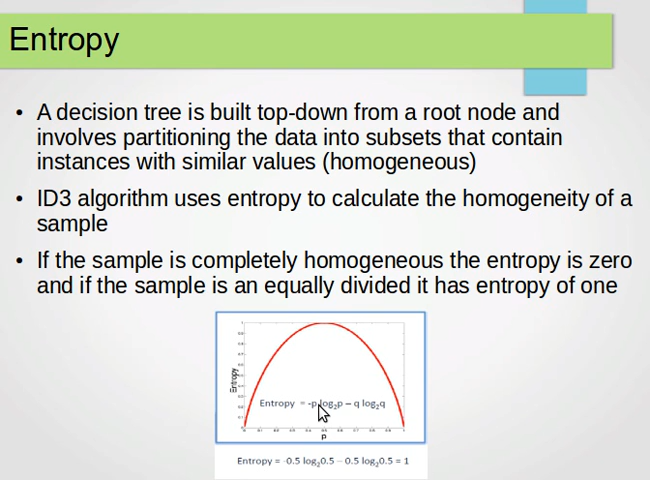 Entropy
• A decision tree is built top-down from a root node and
involves partitioning the data into subsets that contain
instances with similar values (homogeneous)
• ID3 algorithm uses entropy to calculate the homogeneity of a
sample
• If the sample is completely homogeneous the entropy is zero
and if the sample is an equally divided it has entropy of one
Entropy
Entropy = -p log₂p – q log₂q
p
Entropy = -0.5 log₂0.5 – 0.5 log₂0.5 = 1